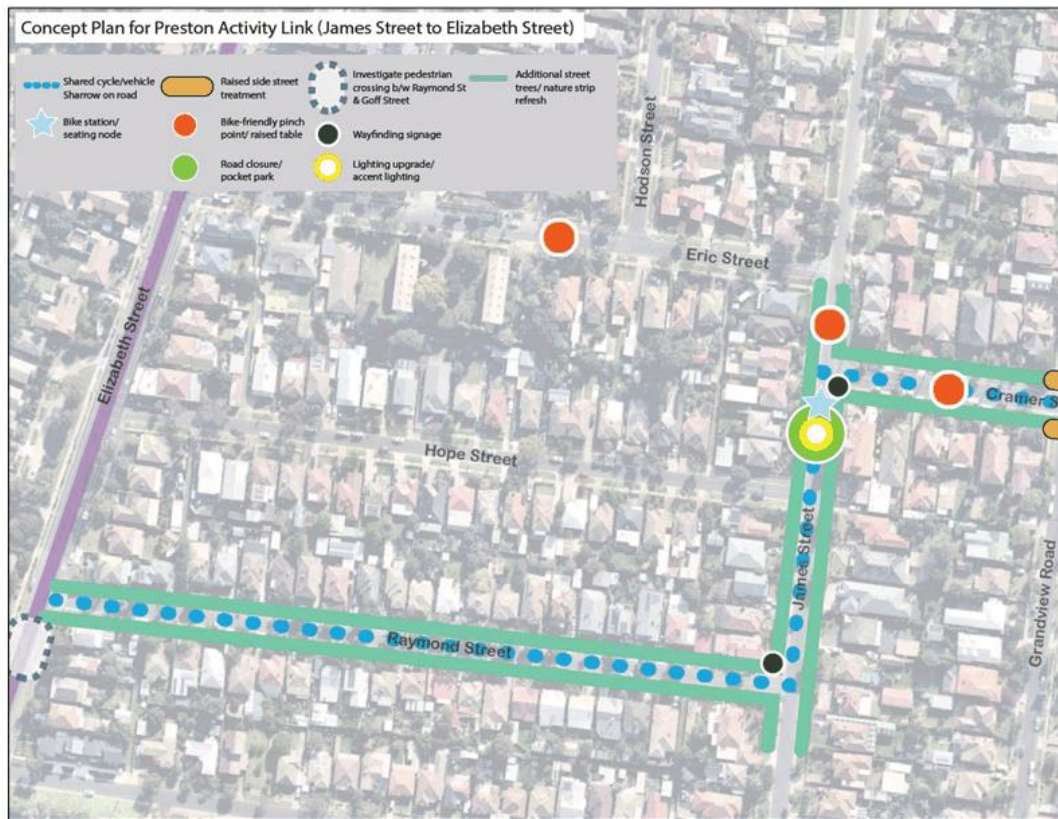 Concept Plan for Preston Activity Link (James Street to Elizabeth Street)
Shared cycle/vehicle
Sharrow on road
Raised side street
treatment
Investigate pedestrian
crossing b/w Raymond St
& Goff Street
Additional street
trees/ nature strip
refresh
Bike station/
seating node
Bike-friendly pinch
point/ raised table
Wayfinding signage
Road closure/
pocket park
Lighting upgrade/
accent lighting
Hodson Street
Eric Street
Elizabeth Street
Cramer S
Hope Street
James Street
Grandview Road
Raymond Street